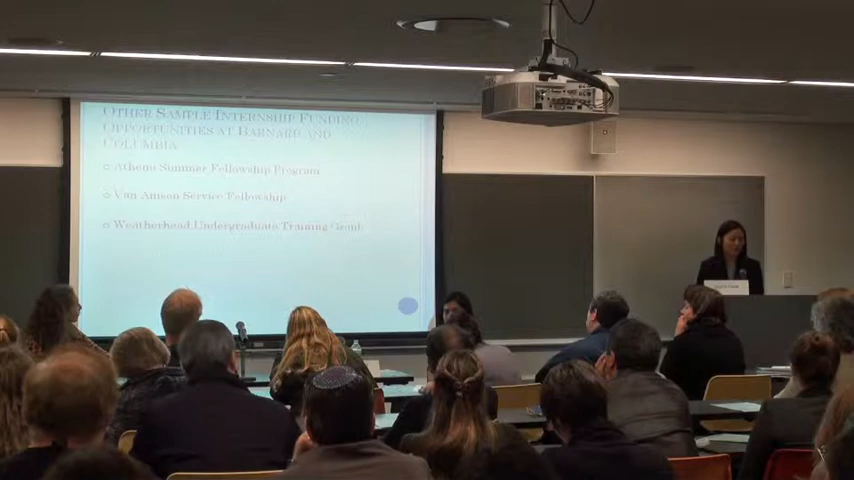 Other Sample Internship Funding
Opportunities at Barnard and
Columbia
Athena Summer Fellowship Program
Van Amson Service Fellowship
Weatherhead Undergraduate Training Grant